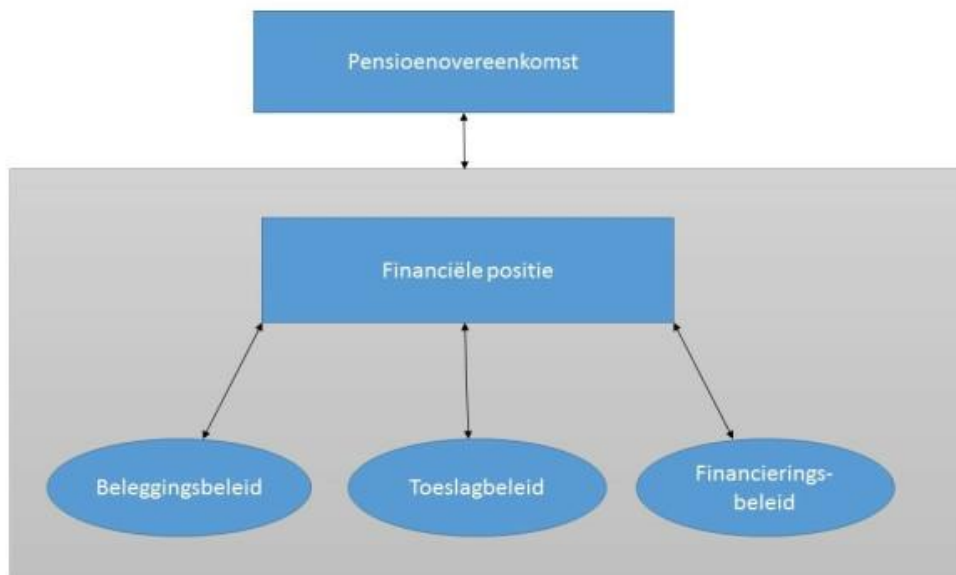 Pensioenovereenkomst
Financiële positie
Beleggingsbeleid
Toeslagbeleid
Financierings-
beleid